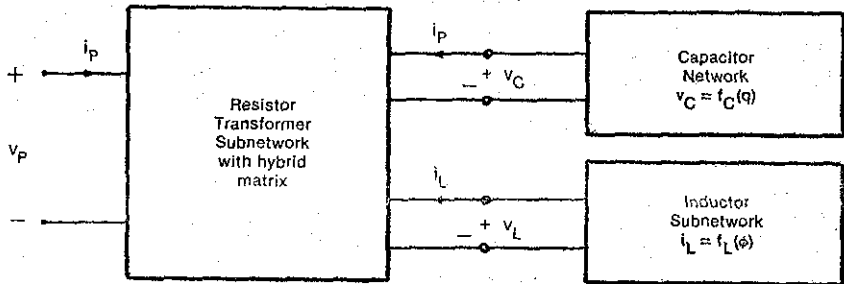 i_P
+
v_P
−
Resistor
Transformer
Subnetwork
with hybrid
matrix
i_P
+ v_C
−
Capacitor
Network
v_C = f_C(q)
i_L
+ v_L
−
Inductor
Subnetwork
i_L = f_L(ϕ)